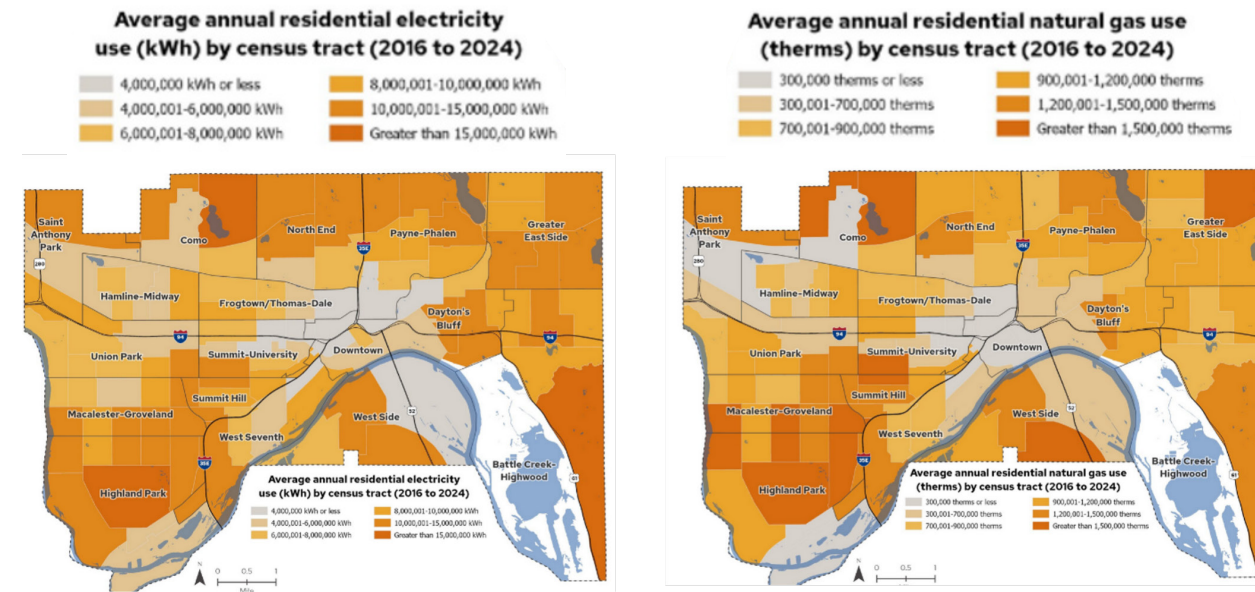 Average annual residential electricity
use (kWh) by census tract (2016 to 2024)
4,000,000 kWh or less
4,000,001-6,000,000 kWh
6,000,001-8,000,000 kWh
8,000,001-10,000,000 kWh
10,000,001-15,000,000 kWh
Greater than 15,000,000 kWh
Saint
Anthony
Park
280
Como
North End
35E
Payne-Phalen
Greater
East Side
Hamline-Midway
Frogtown/Thomas-Dale
Dayton's
Bluff
94
94
Union Park
Summit-University
Downtown
Summit Hill
Macalester-Groveland
West Side
52
West Seventh
35E
Battle Creek-
Highwood
61
Highland Park
Average annual residential electricity
use (kWh) by census tract (2016 to 2024)
4,000,000 kWh or less
4,000,001-6,000,000 kWh
6,000,001-8,000,000 kWh
8,000,001-10,000,000 kWh
10,000,001-15,000,000 kWh
Greater than 15,000,000 kWh
N
0 0.5 1
Average annual residential natural gas use
(therms) by census tract (2016 to 2024)
300,000 therms or less
300,001-700,000 therms
700,001-900,000 therms
900,001-1,200,000 therms
1,200,001-1,500,000 therms
Greater than 1,500,000 therms
Saint
Anthony
Park
280
Como
North End
35E
Payne-Phalen
Greater
East Side
Hamline-Midway
Frogtown/Thomas-Dale
Dayton's
Bluff
94
94
Union Park
Summit-University
Downtown
Summit Hill
Macalester-Groveland
West Side
52
West Seventh
35E
Battle Creek-
Highwood
61
Highland Park
Average annual residential natural gas use
(therms) by census tract (2016 to 2024)
300,000 therms or less
300,001-700,000 therms
700,001-900,000 therms
900,001-1,200,000 therms
1,200,001-1,500,000 therms
Greater than 1,500,000 therms
N
0 0.5 1